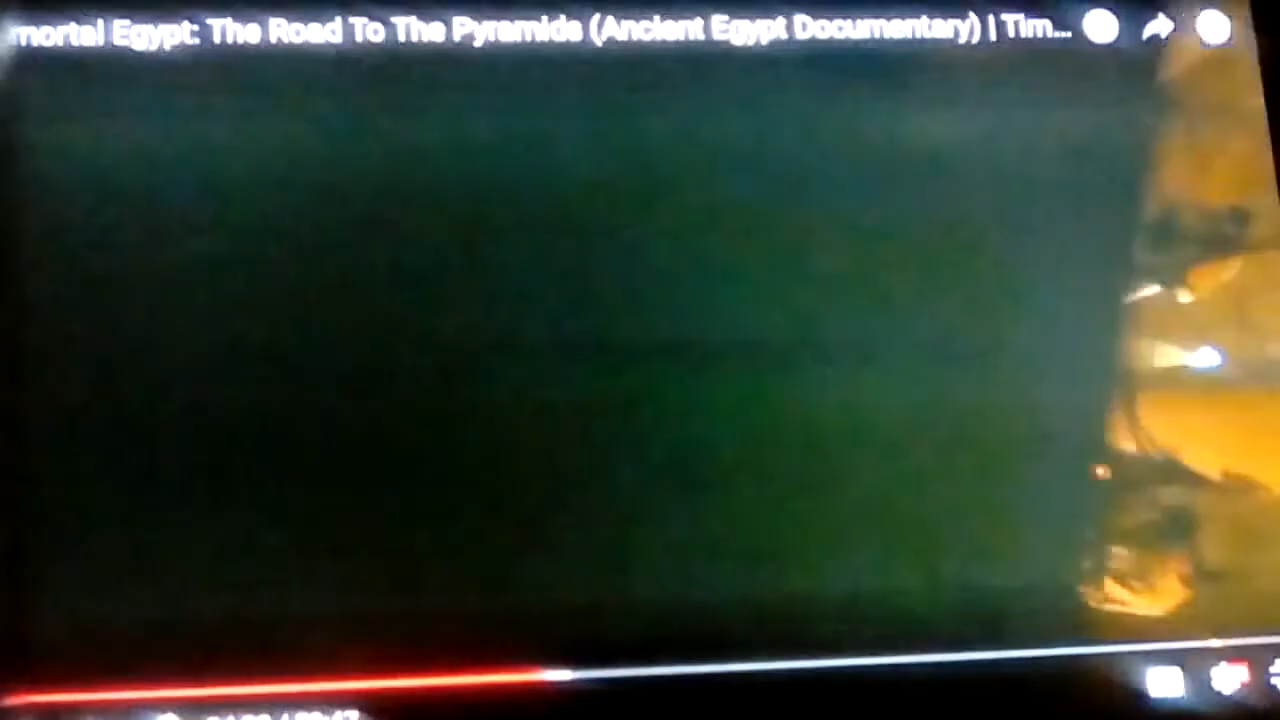 mortal Egypt: The Road To The Pyramids (Ancient Egypt Documentary) | Tim...